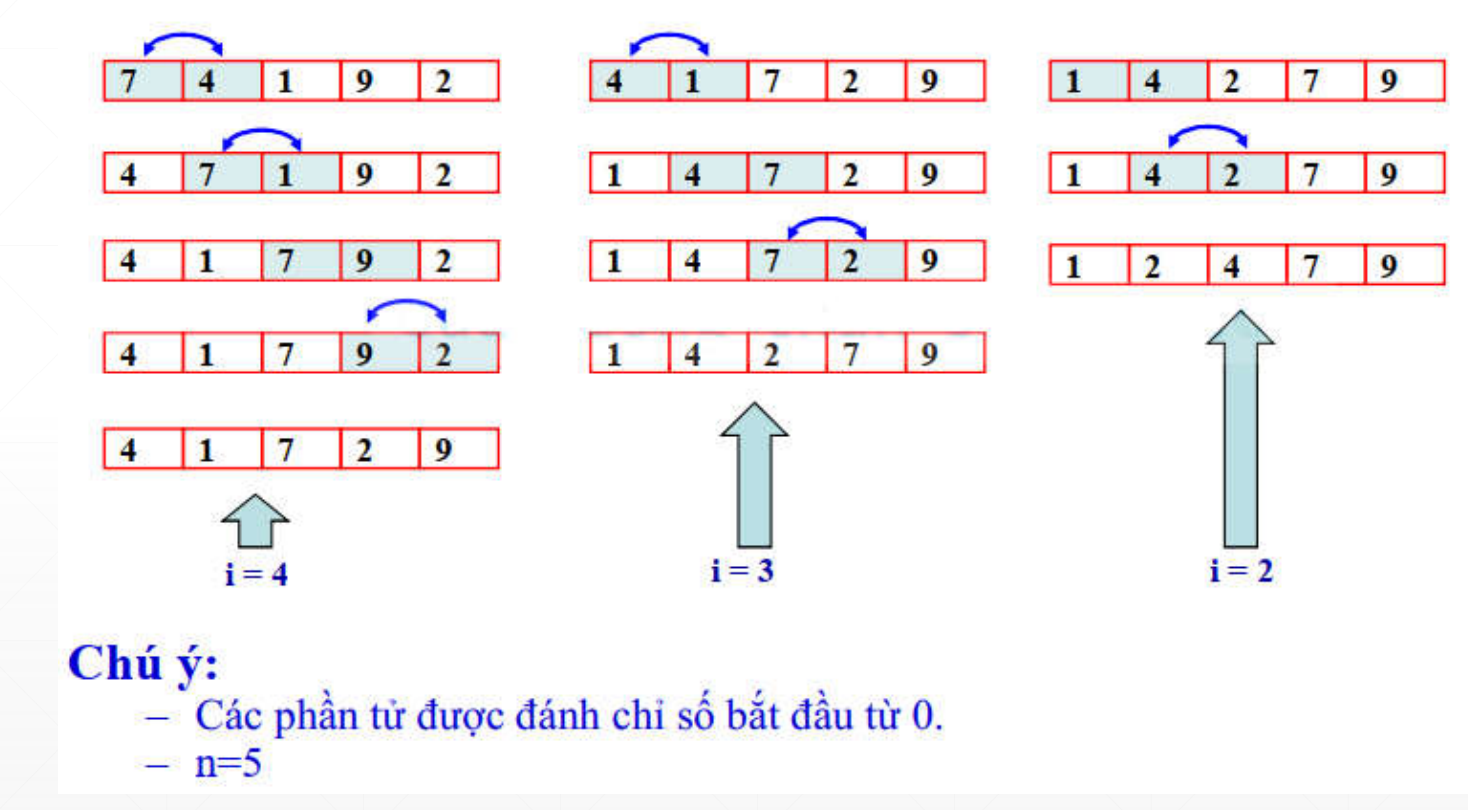 7 4 1 9 2
4 7 1 9 2
4 1 7 9 2
4 1 7 9 2
4 1 7 2 9
i = 4
4 1 7 2 9
1 4 7 2 9
1 4 7 2 9
1 4 2 7 9
i = 3
1 4 2 7 9
1 4 2 7 9
1 2 4 7 9
i = 2
Chú ý:
– Các phần tử được đánh chỉ số bắt đầu từ 0.
– n=5